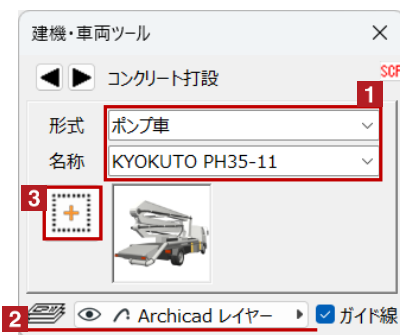 建機・車両ツール
コンクリート打設
SCF
1
形式 ポンプ車
名称 KYOKUTO PH35-11
3
2
Archicad レイヤー ガイド線